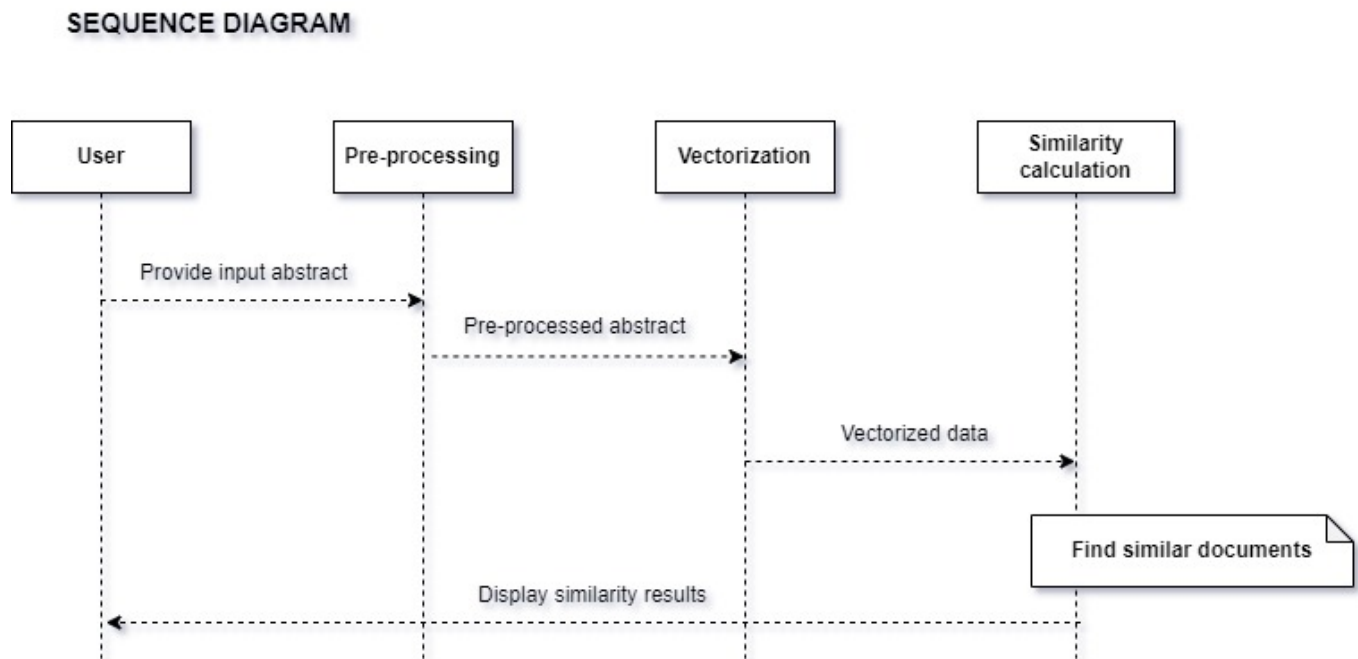 SEQUENCE DIAGRAM
User
Pre-processing
Vectorization
Similarity
calculation
Provide input abstract
Pre-processed abstract
Vectorized data
Find similar documents
Display similarity results